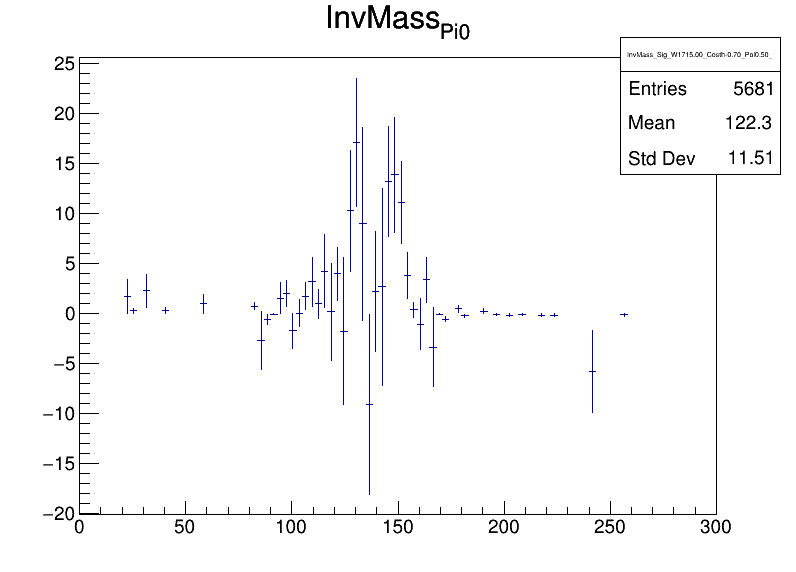 InvMassPi0
InvMass_Sig_W1715.00_Costh-0.70_Pol0.50_
Entries 5681
Mean 122.3
Std Dev 11.51
25
20
15
10
5
0
−5
−10
−15
−20
0 50 100 150 200 250 300